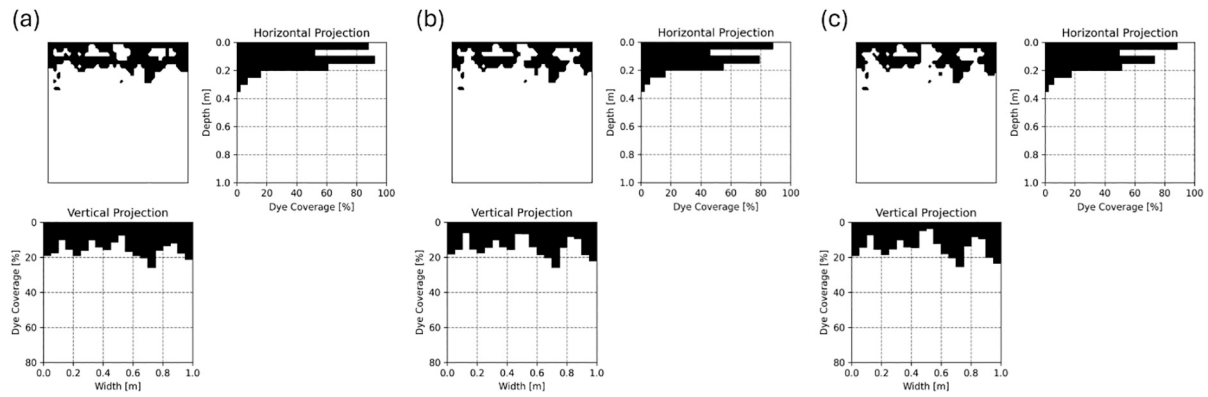 (a)
Horizontal Projection
0.0
0.2
0.4
0.6
0.8
1.0
Depth [m]
0 20 40 60 80 100
Dye Coverage [%]
Vertical Projection
0
20
40
60
80
Dye Coverage [%]
0.0 0.2 0.4 0.6 0.8 1.0
Width [m]
(b)
Horizontal Projection
0.0
0.2
0.4
0.6
0.8
1.0
Depth [m]
0 20 40 60 80 100
Dye Coverage [%]
Vertical Projection
0
20
40
60
80
Dye Coverage [%]
0.0 0.2 0.4 0.6 0.8 1.0
Width [m]
(c)
Horizontal Projection
0.0
0.2
0.4
0.6
0.8
1.0
Depth [m]
0 20 40 60 80 100
Dye Coverage [%]
Vertical Projection
0
20
40
60
80
Dye Coverage [%]
0.0 0.2 0.4 0.6 0.8 1.0
Width [m]